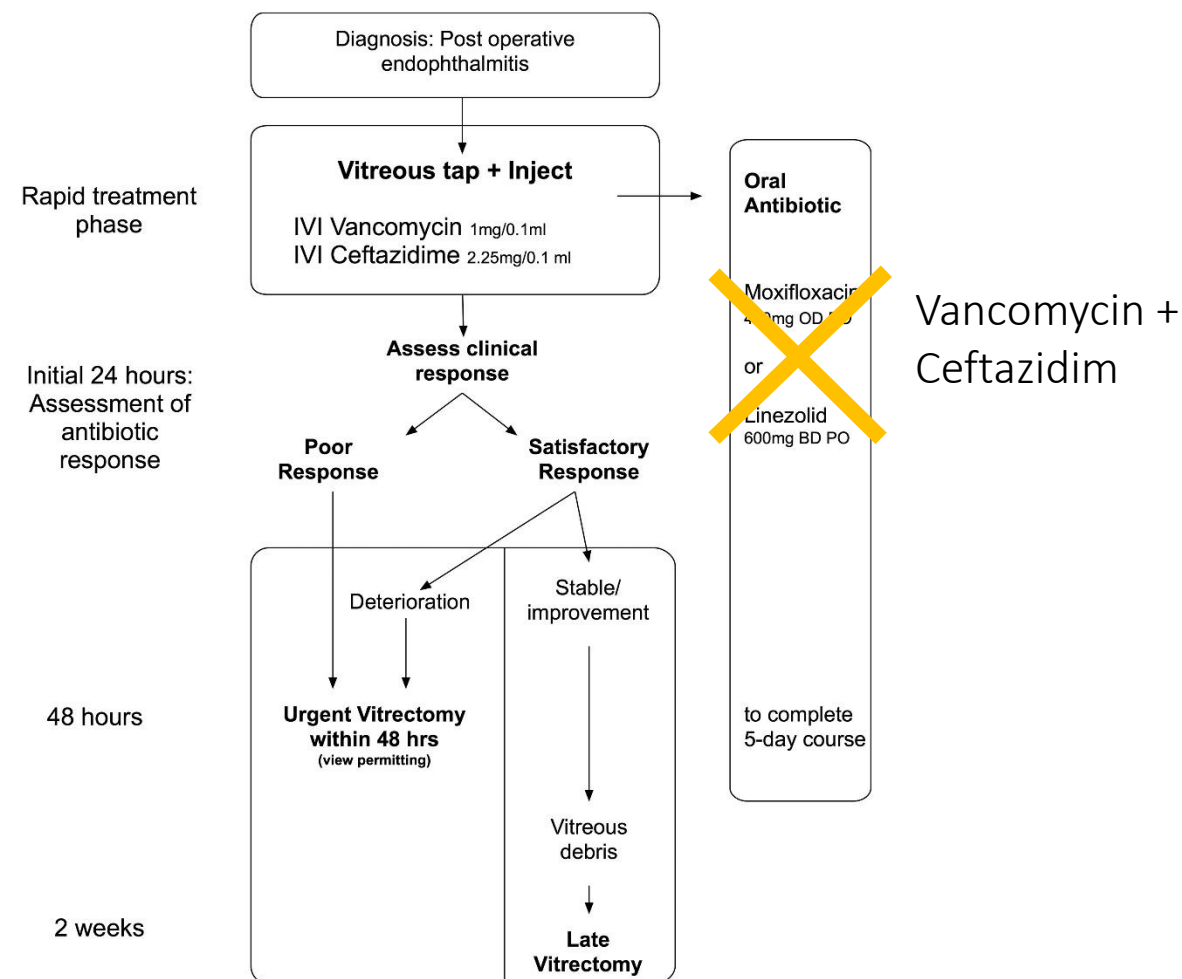 Diagnosis: Post operative
endophthalmitis
Rapid treatment
phase
Vitreous tap + Inject
IVI Vancomycin 1mg/0.1ml
IVI Ceftazidime 2.25mg/0.1 ml
Oral
Antibiotic
Moxifloxacin
OD
or
Linezolid
600mg BD PO
to complete
5-day course
Vancomycin +
Ceftazidim
Initial 24 hours:
Assessment of
antibiotic
response
Assess clinical
response
Poor
Response
Satisfactory
Response
Deterioration
Stable/
improvement
48 hours
Urgent Vitrectomy
within 48 hrs
(view permitting)
Vitreous
debris
2 weeks
Late
Vitrectomy